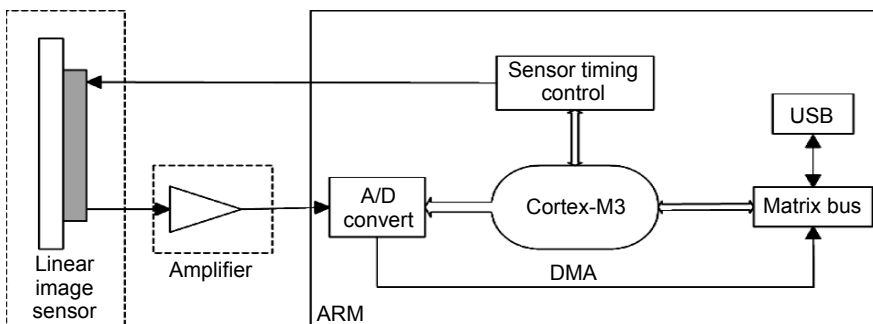 Sensor timing
control
USB
A/D
convert
Cortex-M3
Matrix bus
Linear
image
sensor
Amplifier
DMA
ARM